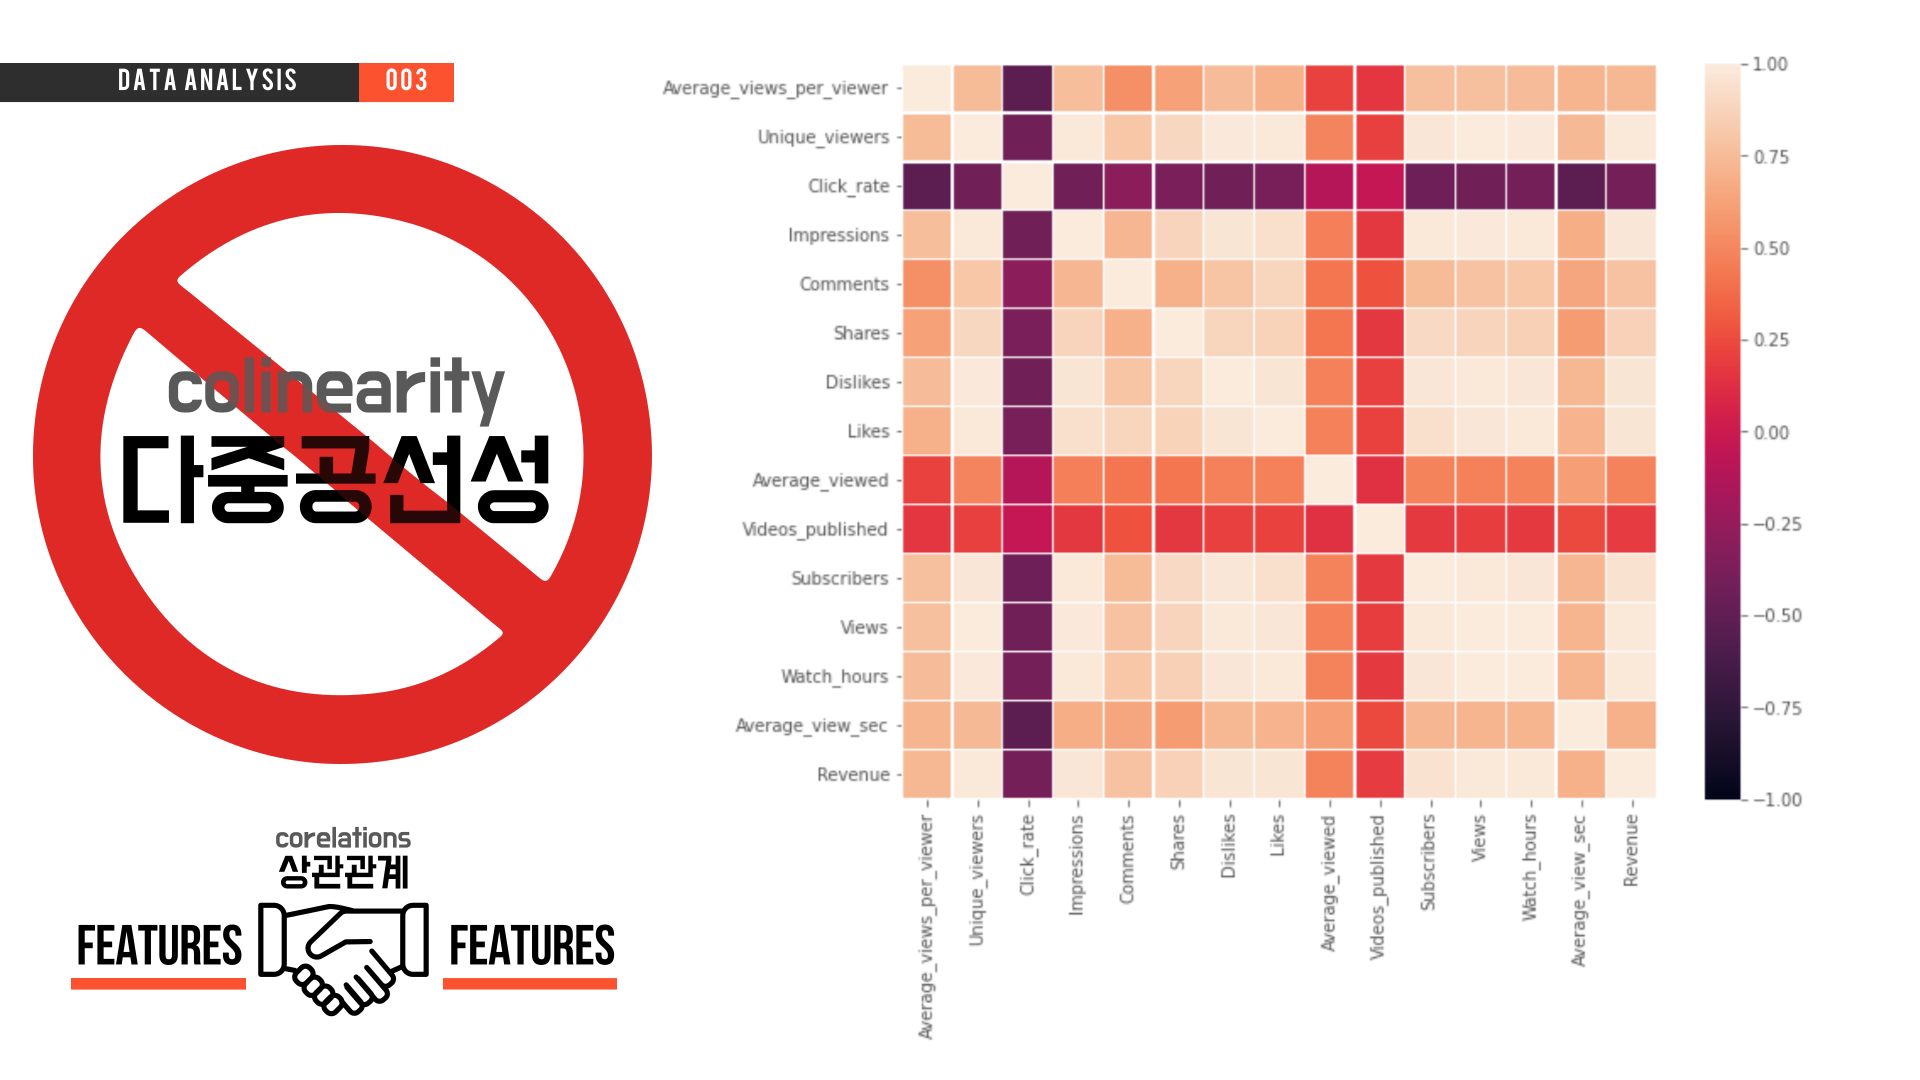 DATA ANALYSIS 003
colinearity
다중공선성
corelations
상관관계
FEATURES FEATURES
Average_views_per_viewer
Unique_viewers
Click_rate
Impressions
Comments
Shares
Dislikes
Likes
Average_viewed
Videos_published
Subscribers
Views
Watch_hours
Average_view_sec
Revenue
Average_views_per_viewer
Unique_viewers
Click_rate
Impressions
Comments
Shares
Dislikes
Likes
Average_viewed
Videos_published
Subscribers
Views
Watch_hours
Average_view_sec
Revenue
1.00
0.75
0.50
0.25
0.00
−0.25
−0.50
−0.75
−1.00